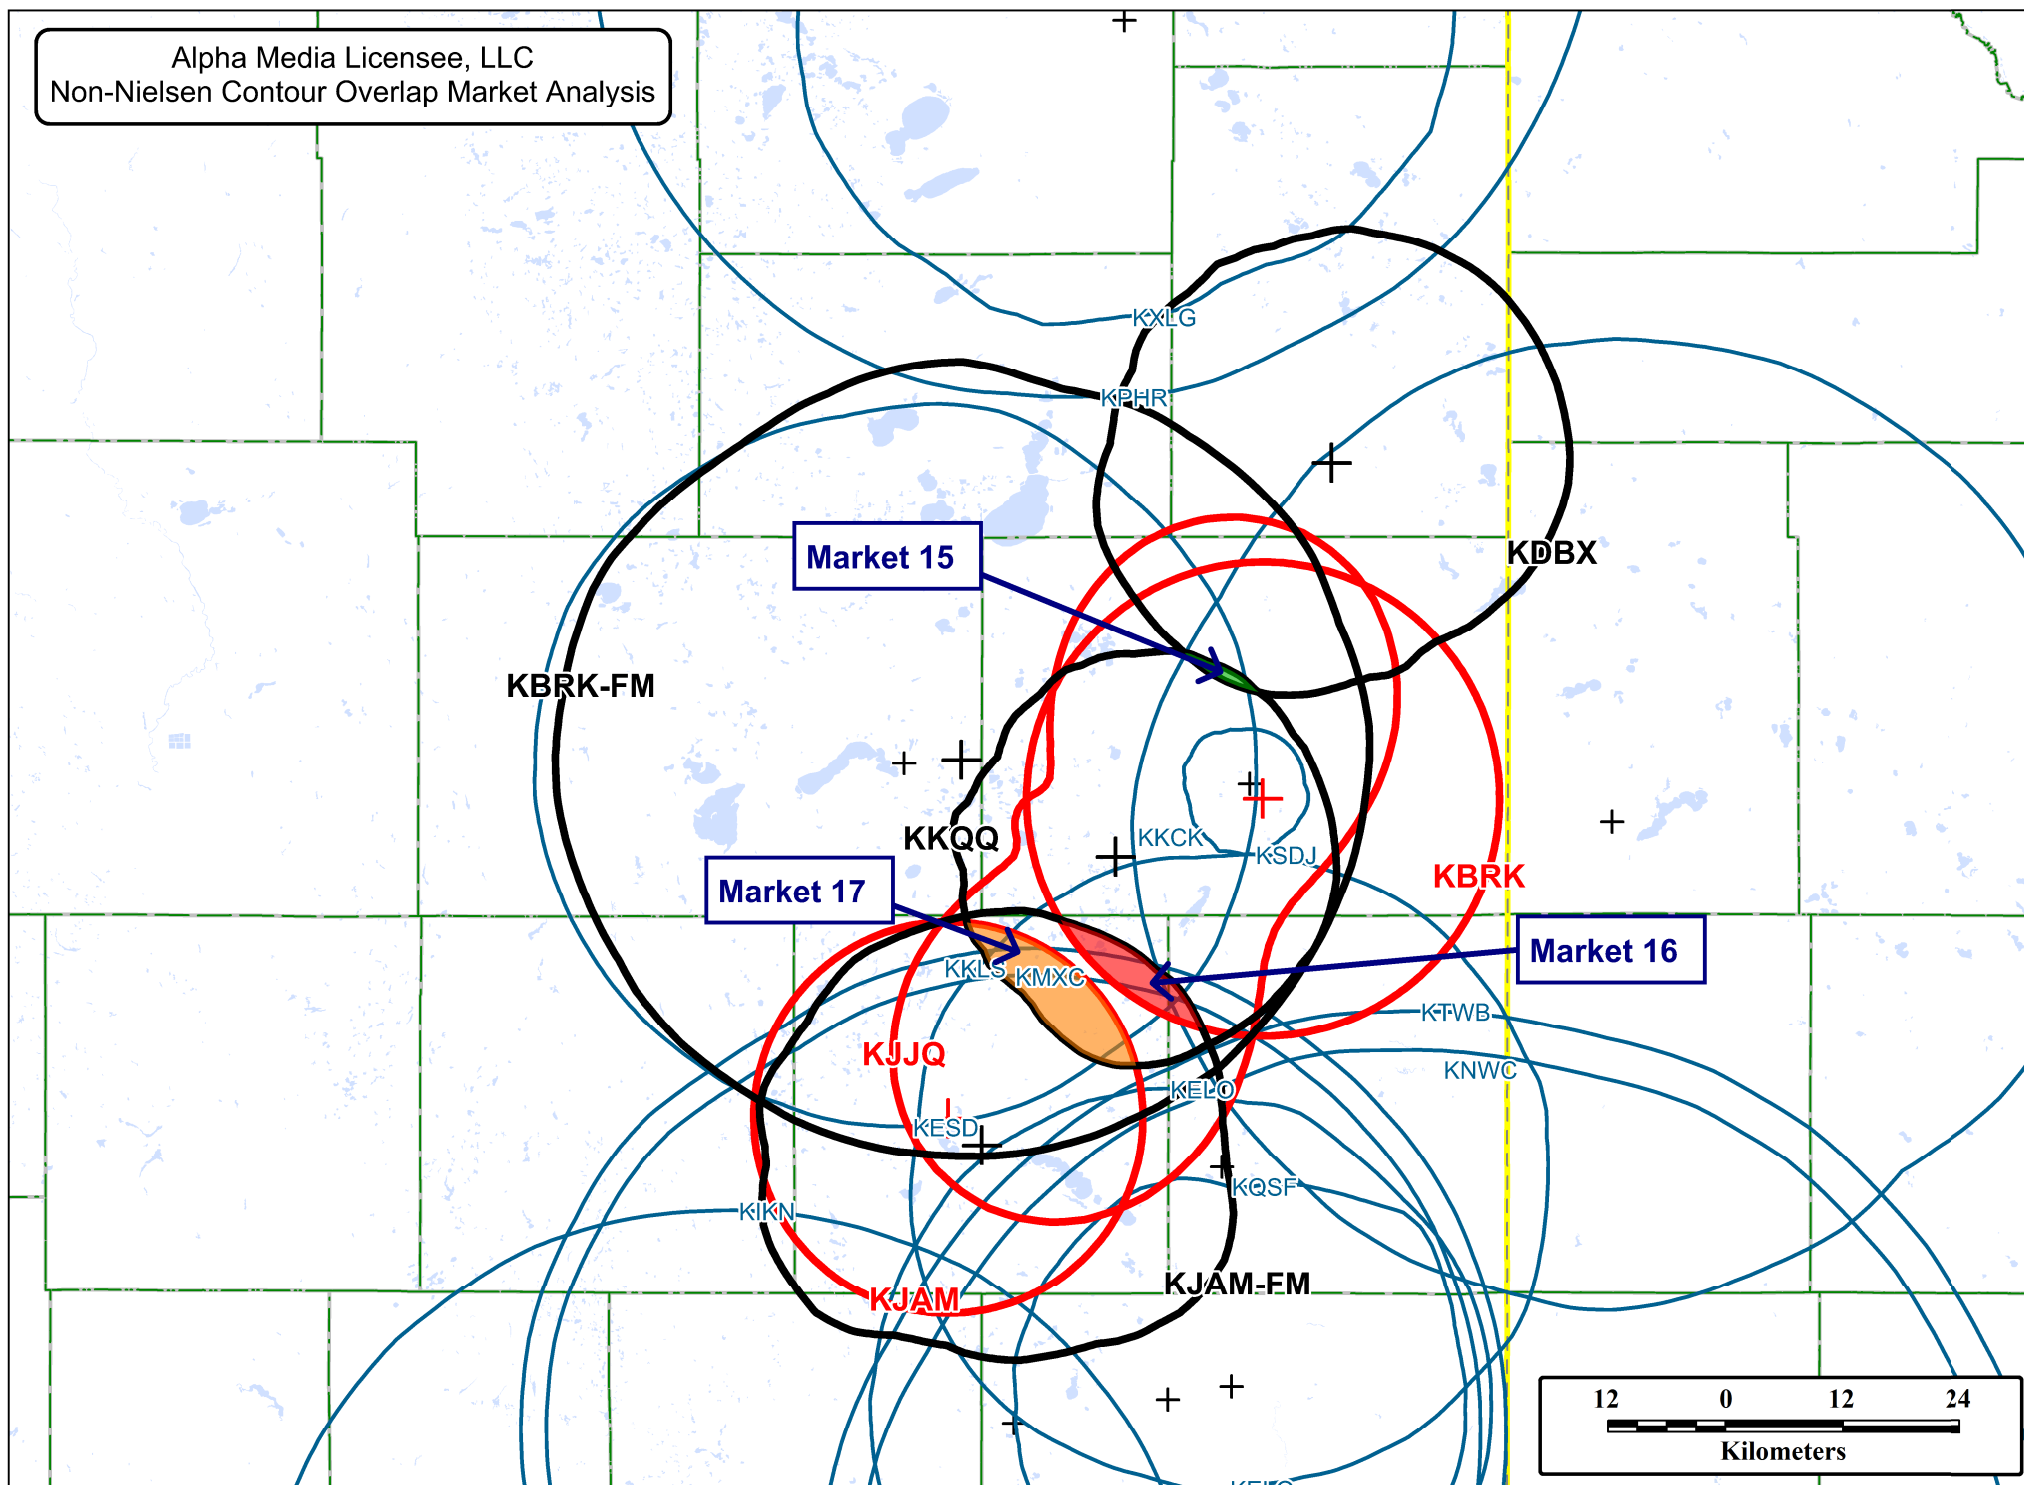 Alpha Media Licensee, LLC
Non-Nielsen Contour Overlap Market Analysis
KXLG
KPHR
Market 15
KDBX
KBRK-FM
KKQQ
KKCK
KSDJ
KBRK
Market 17
Market 16
KKLS
KMXC
KTWB
KJJQ
KNWC
KELO
KESD
KQSF
KIKN
KJAM-FM
KJAM
12 0 12 24
Kilometers